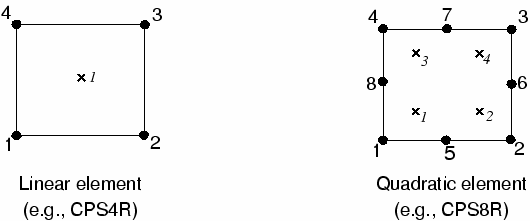 4 3
1
1 2
Linear element
(e.g., CPS4R)
4 7 3
3 4
8 6
1 2
1 5 2
Quadratic element
(e.g., CPS8R)